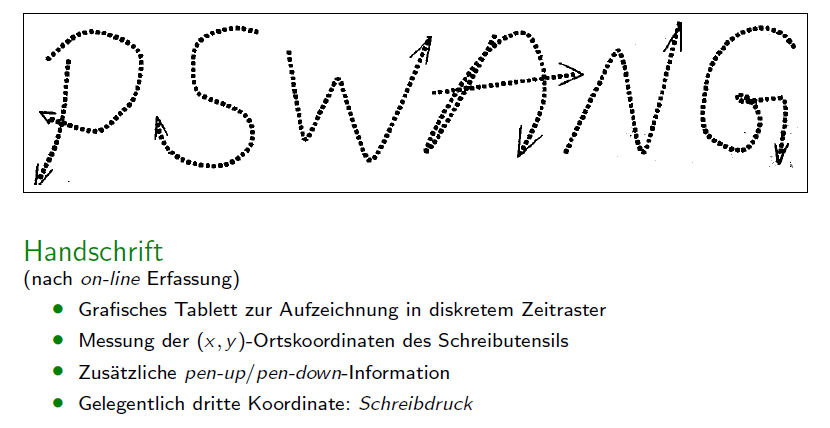 PSWANG
Handschrift
(nach on-line Erfassung)
• Grafisches Tablett zur Aufzeichnung in diskretem Zeitraster
• Messung der (x, y)-Ortskoordinaten des Schreibutensils
• Zusätzliche pen-up/pen-down-Information
• Gelegentlich dritte Koordinate: Schreibdruck